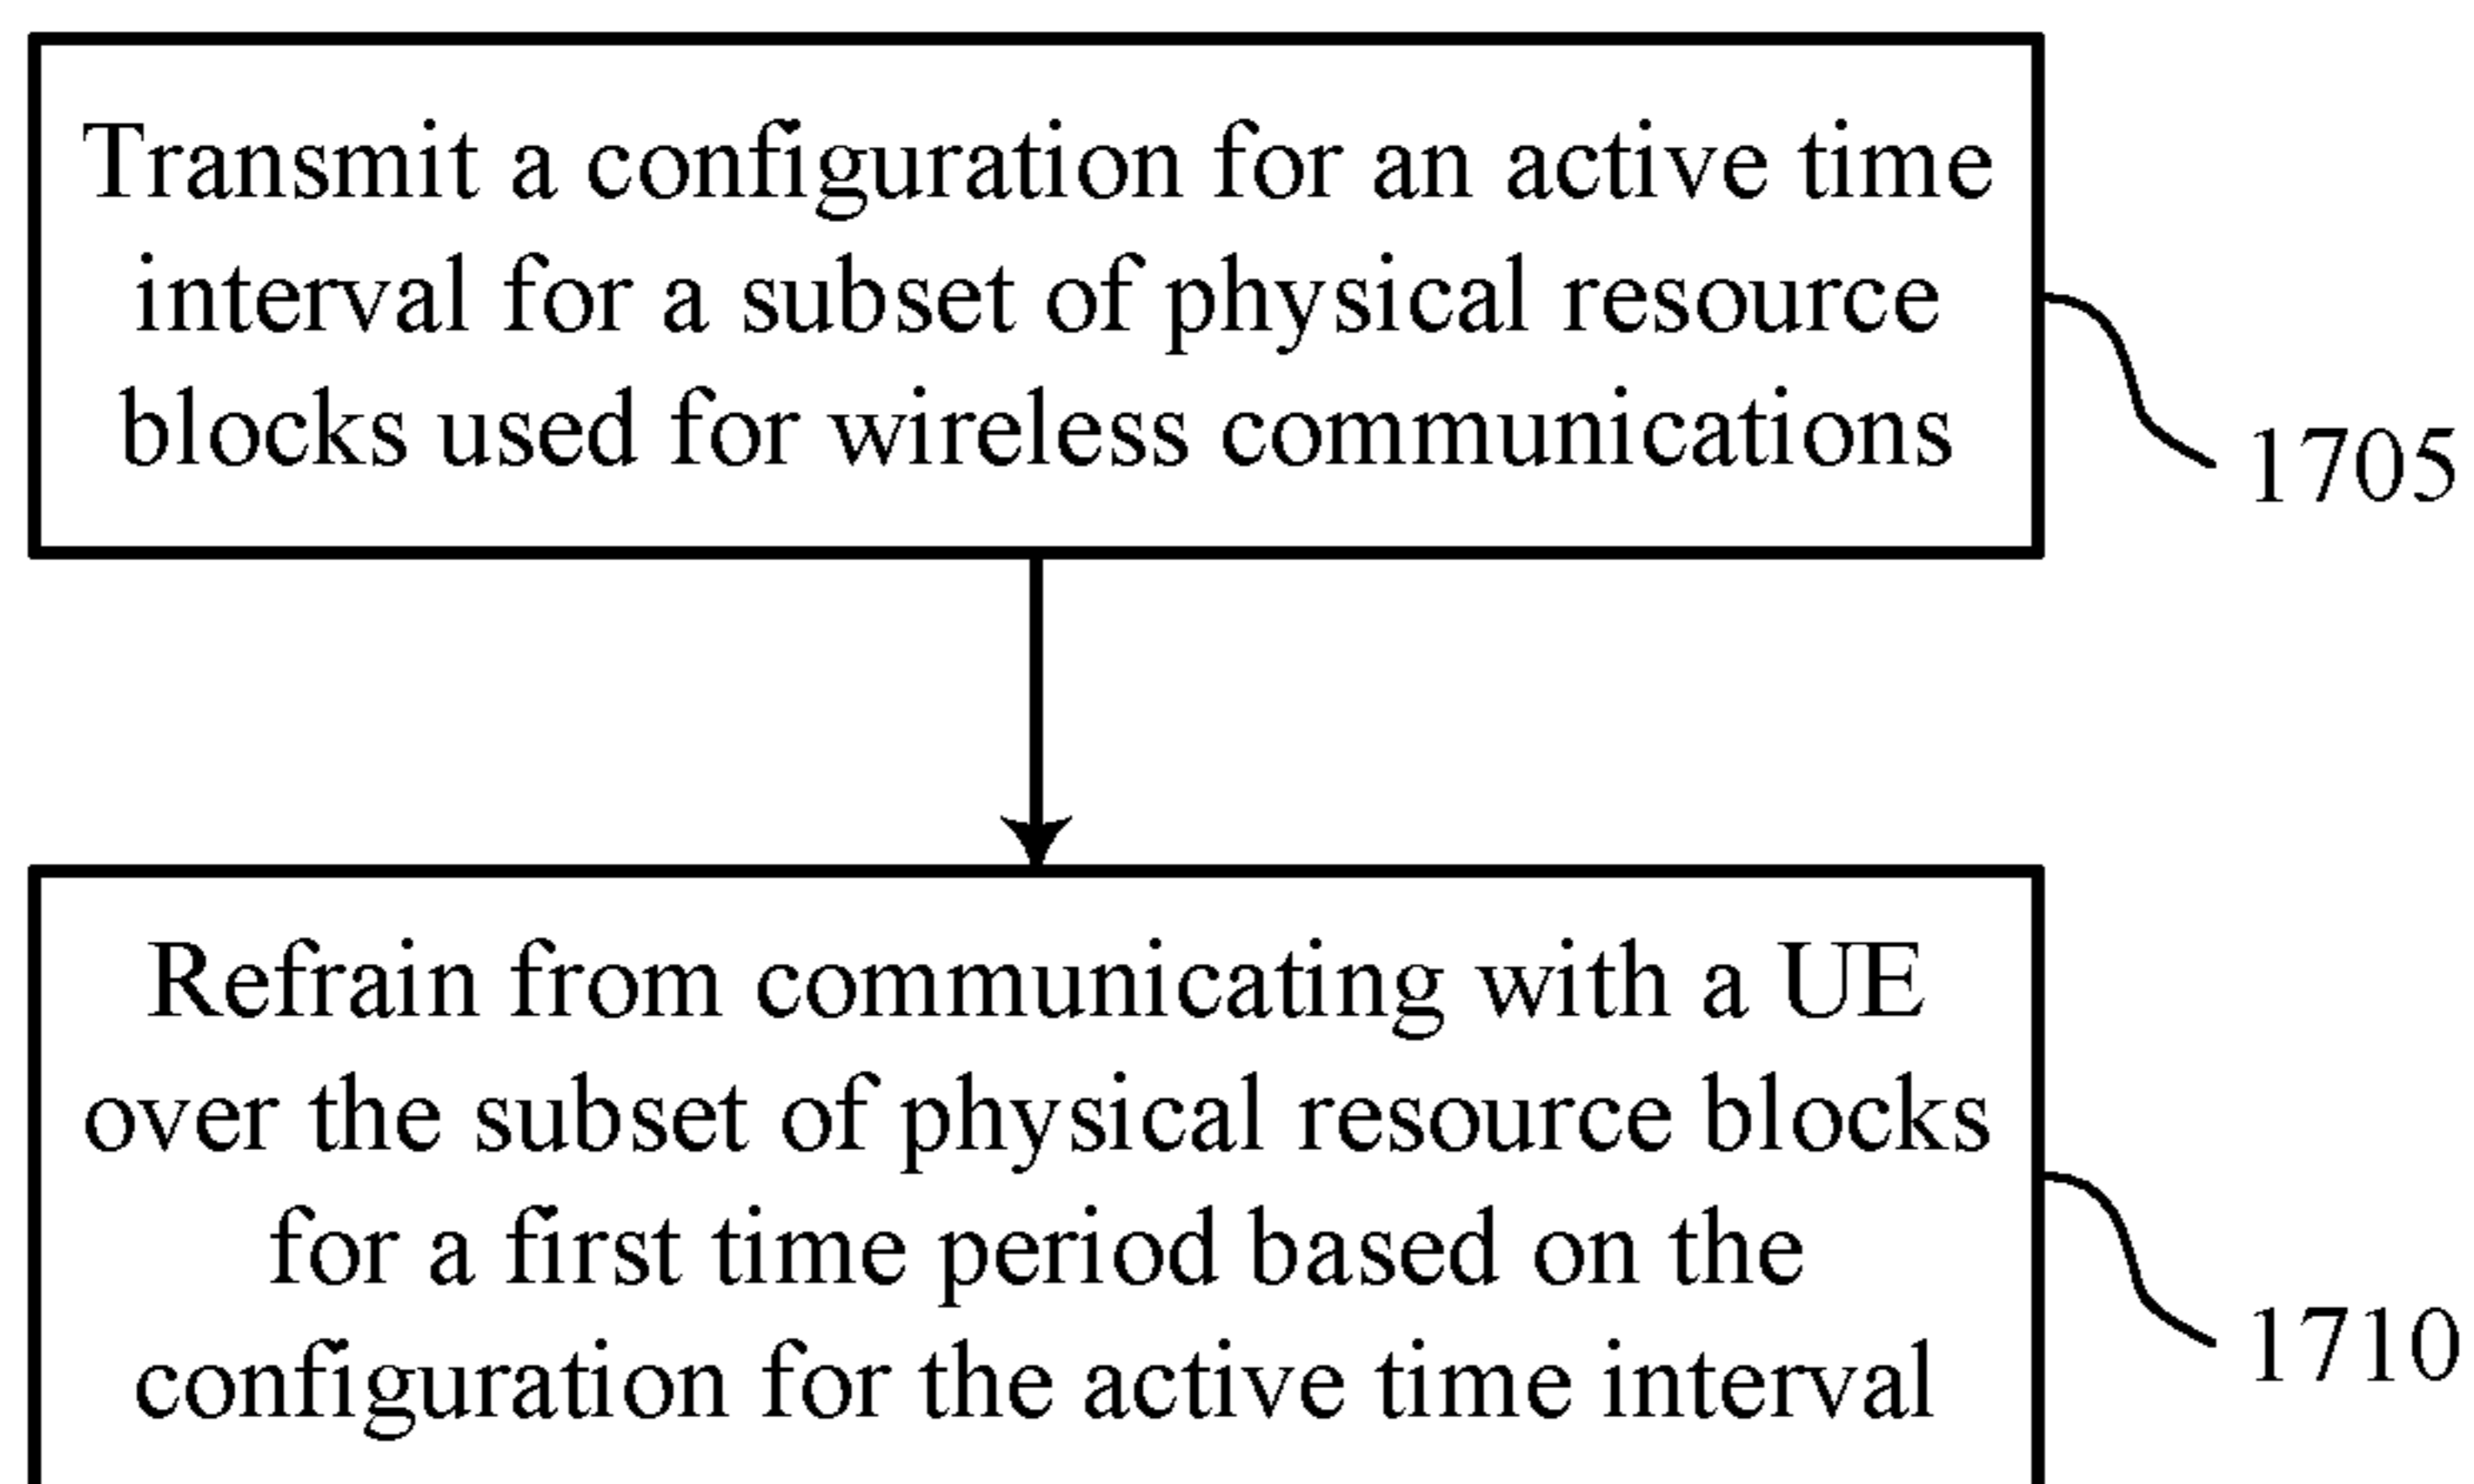 Transmit a configuration for an active time
interval for a subset of physical resource
blocks used for wireless communications
1705
Refrain from communicating with a UE
over the subset of physical resource blocks
for a first time period based on the
configuration for the active time interval
1710